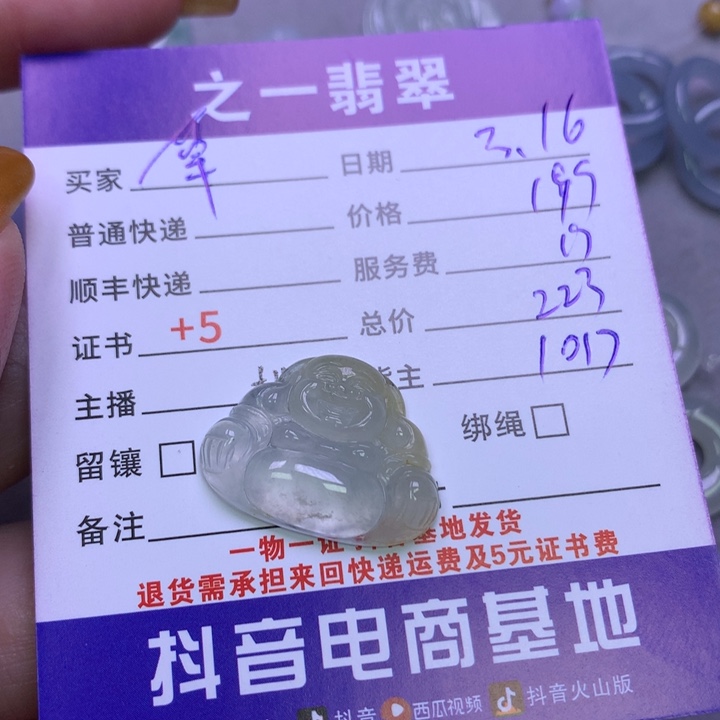 之一翡翠
买家 日期 3.16
普通快递 价格
顺丰快递 服务费
证书 +5 总价 223
主播 主 1017
留镶 绑绳
备注
一物一证 基地发货
退货需承担来回快递运费及5元证书费
抖音电商基地
抖音 西瓜视频 抖音火山版